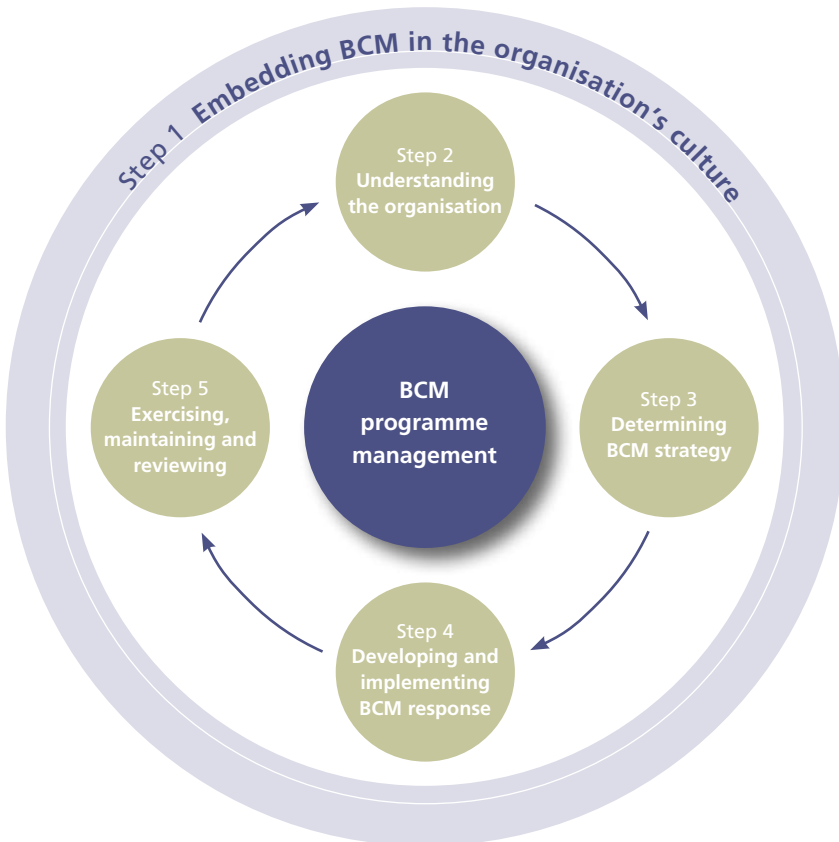 Step 1 Embedding BCM in the organisation's culture
Step 2
Understanding
the organisation
Step 3
Determining
BCM strategy
Step 4
Developing and
implementing
BCM response
Step 5
Exercising,
maintaining and
reviewing
BCM
programme
management